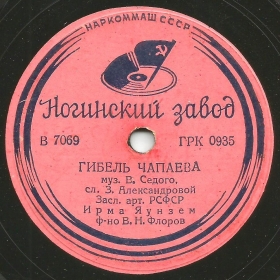 НАРКОММАШ СССР
Ногинский завод
В 7069 ГРК 0935
ГИБЕЛЬ ЧАПАЕВА
муз. В. Седого,
сл. З. Александровой
Засл. арт. РСФСР
Ирма Яунзем
ф-но В. Н. Флоров